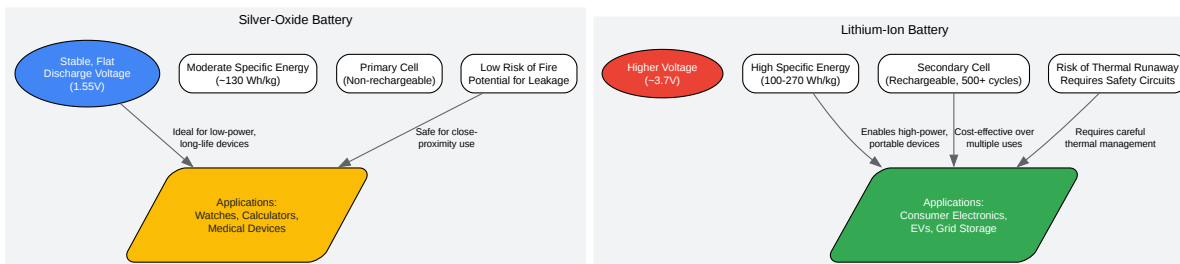 Silver-Oxide Battery
Stable, Flat
Discharge Voltage
(1.55V)
Moderate Specific Energy
(~130 Wh/kg)
Primary Cell
(Non-rechargeable)
Low Risk of Fire
Potential for Leakage
Ideal for low-power,
long-life devices
Safe for close-
proximity use
Applications:
Watches, Calculators,
Medical Devices
Lithium-Ion Battery
Higher Voltage
(~3.7V)
High Specific Energy
(100-270 Wh/kg)
Secondary Cell
(Rechargeable, 500+ cycles)
Risk of Thermal Runaway
Requires Safety Circuits
Enables high-power,
portable devices
Cost-effective over
multiple uses
Requires careful
thermal management
Applications:
Consumer Electronics,
EVs, Grid Storage